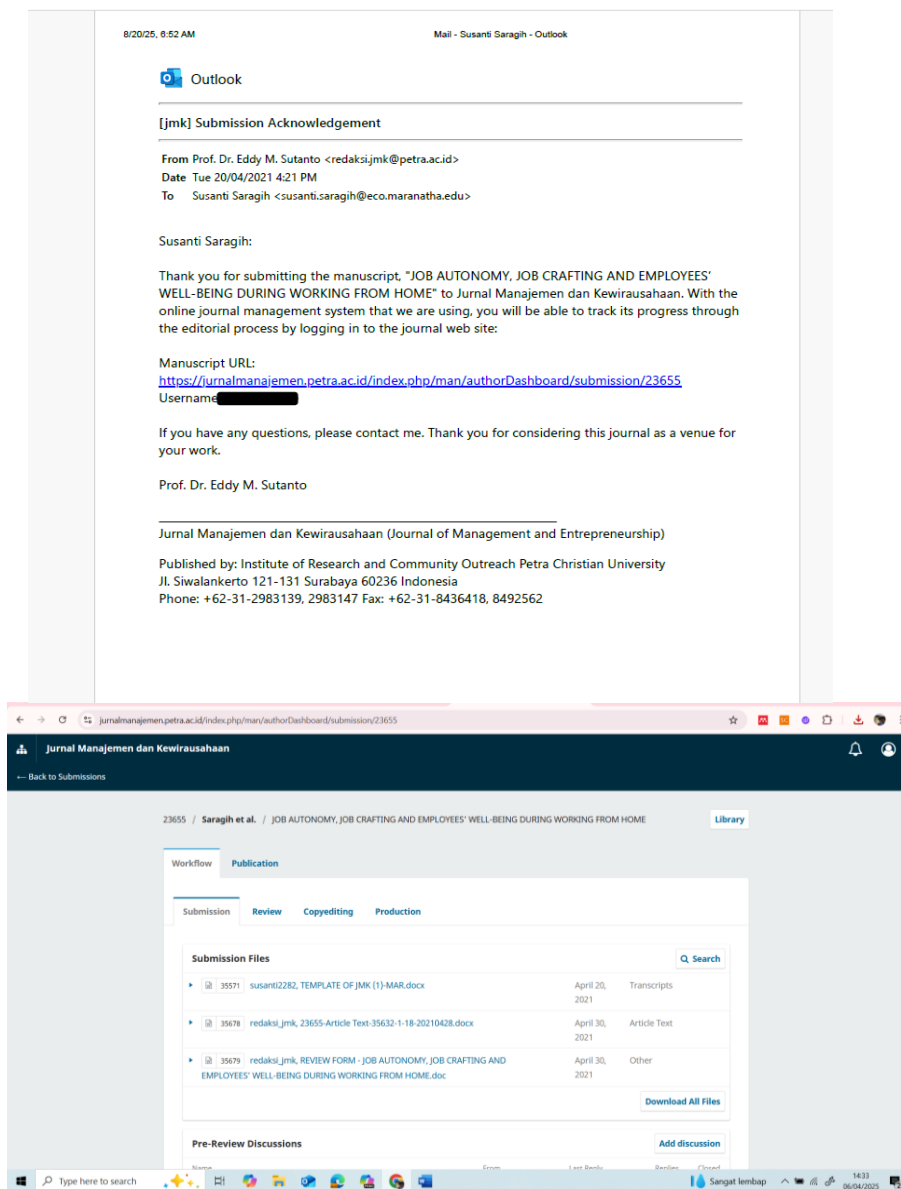 8/20/25, 6:52 AM
Mail - Susanti Saragih - Outlook
Outlook
[jmk] Submission Acknowledgement
From Prof. Dr. Eddy M. Sutanto <redaksi.jmk@petra.ac.id>
Date Tue 20/04/2021 4:21 PM
To Susanti Saragih <susanti.saragih@eco.maranatha.edu>
Susanti Saragih:
Thank you for submitting the manuscript, "JOB AUTONOMY, JOB CRAFTING AND EMPLOYEES'
WELL-BEING DURING WORKING FROM HOME" to Jurnal Manajemen dan Kewirausahaan. With the
online journal management system that we are using, you will be able to track its progress through
the editorial process by logging in to the journal web site:
Manuscript URL:
https://jurnalmanajemen.petra.ac.id/index.php/man/authorDashboard/submission/23655
Username
If you have any questions, please contact me. Thank you for considering this journal as a venue for
your work.
Prof. Dr. Eddy M. Sutanto
Jurnal Manajemen dan Kewirausahaan (Journal of Management and Entrepreneurship)
Published by: Institute of Research and Community Outreach Petra Christian University
Jl. Siwalankerto 121-131 Surabaya 60236 Indonesia
Phone: +62-31-2983139, 2983147 Fax: +62-31-8436418, 8492562
jurnalmanajemen.petra.ac.id/index.php/man/authorDashboard/submission/23655
Jurnal Manajemen dan Kewirausahaan
← Back to Submissions
23655 / Saragih et al. / JOB AUTONOMY, JOB CRAFTING AND EMPLOYEES' WELL-BEING DURING WORKING FROM HOME
Library
Workflow Publication
Submission Review Copyediting Production
Submission Files
Search
35571 susanti2282, TEMPLATE OF JMK (1)-MAR.docx April 20, Transcripts
2021
35678 redaksi_jmk, 23655-Article Text-35632-1-18-20210428.docx April 30, Article Text
2021
35679 redaksi_jmk, REVIEW FORM - JOB AUTONOMY, JOB CRAFTING AND April 30, Other
EMPLOYEES' WELL-BEING DURING WORKING FROM HOME.doc 2021
Download All Files
Pre-Review Discussions
Add discussion
Name From Last Reply Replies Closed
Type here to search
Sangat lembap
14:33
06/04/2025